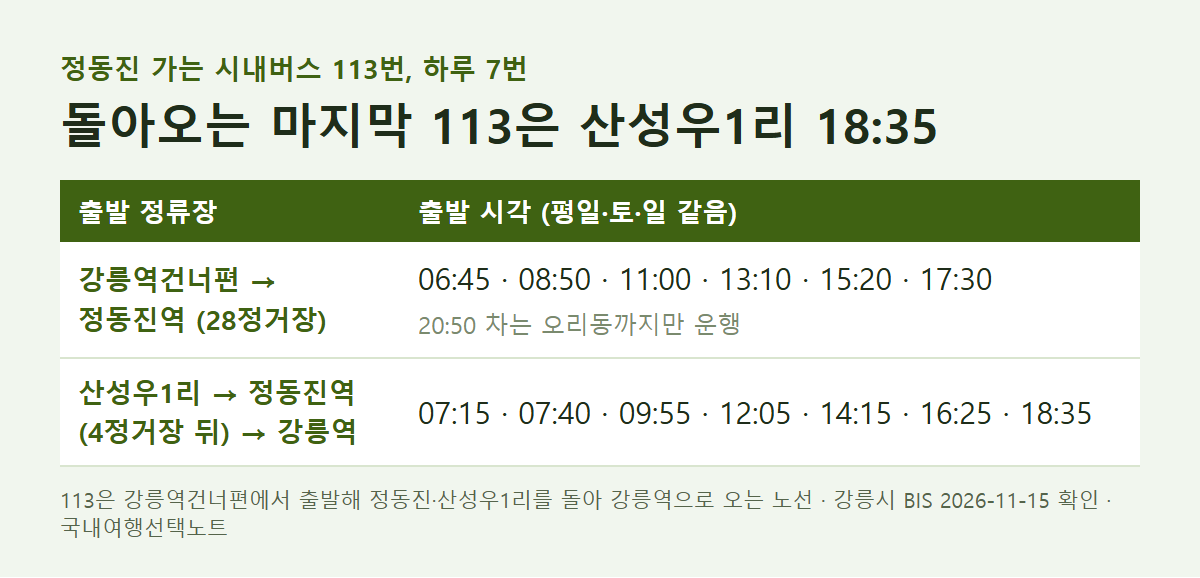 정동진 가는 시내버스 113번, 하루 7번
돌아오는 마지막 113은 산성우1리 18:35
출발 정류장
출발 시각 (평일·토·일 같음)
강릉역건너편 →
정동진역 (28정거장)
06:45 · 08:50 · 11:00 · 13:10 · 15:20 · 17:30
20:50 차는 오리동까지만 운행
산성우1리 → 정동진역
(4정거장 뒤) → 강릉역
07:15 · 07:40 · 09:55 · 12:05 · 14:15 · 16:25 · 18:35
113은 강릉역건너편에서 출발해 정동진·산성우1리를 돌아 강릉역으로 오는 노선 · 강릉시 BIS 2026-11-15 확인 ·
국내여행선택노트